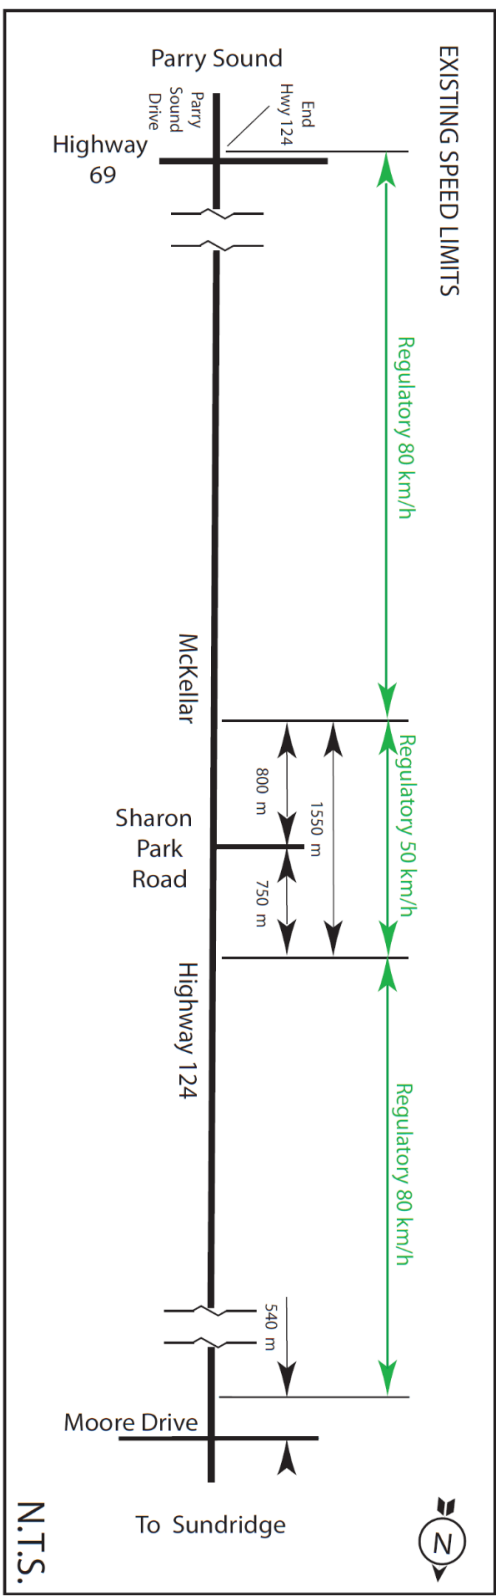 EXISTING SPEED LIMITS
Parry Sound
End
Hwy 124
Parry
Sound
Drive
Highway
69
Regulatory 80 km/h
McKellar
Regulatory 50 km/h
1550 m
800 m
Sharon
Park
Road
750 m
Highway 124
Regulatory 80 km/h
540
m
Moore Drive
To Sundridge
N
N.T.S.